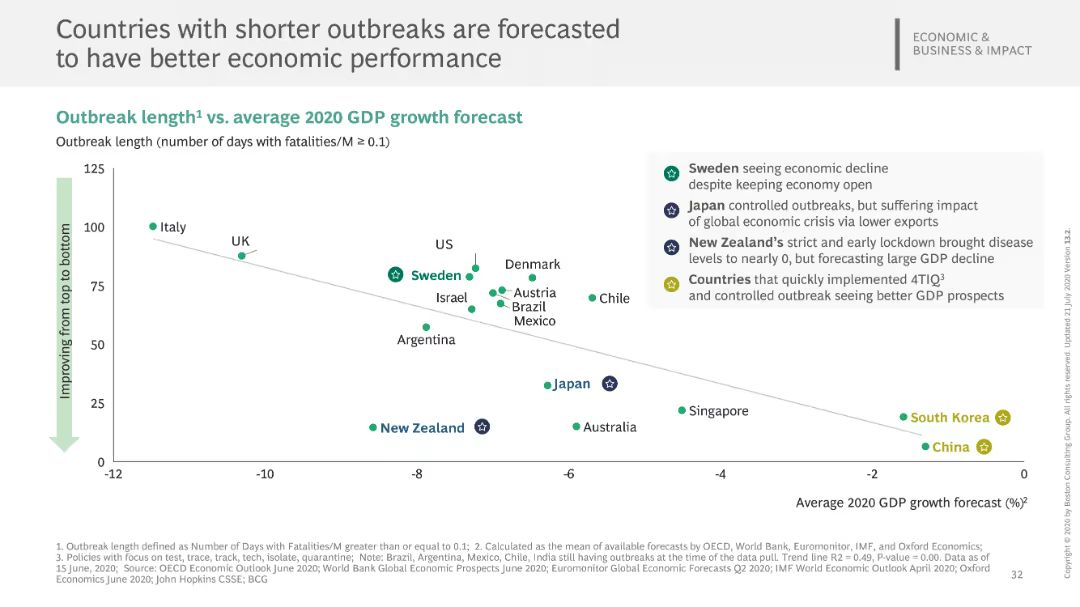 Countries with shorter outbreaks are forecasted
to have better economic performance
ECONOMIC &
BUSINESS & IMPACT
Outbreak length¹ vs. average 2020 GDP growth forecast
Outbreak length (number of days with fatalities/M ≥ 0.1)
Improving from top to bottom
125
100
75
50
25
0
Italy
UK
US
Sweden
Denmark
Israel
Austria
Brazil
Mexico
Chile
Argentina
Japan
New Zealand
Australia
Singapore
South Korea
China
Sweden seeing economic decline
despite keeping economy open
Japan controlled outbreaks, but suffering impact
of global economic crisis via lower exports
New Zealand's strict and early lockdown brought disease
levels to nearly 0, but forecasting large GDP decline
Countries that quickly implemented 4TIQ³
and controlled outbreak seeing better GDP prospects
-12
-10
-8
-6
-4
-2
0
Average 2020 GDP growth forecast (%)²
1. Outbreak length defined as Number of Days with Fatalities/M greater than or equal to 0.1; 2. Calculated as the mean of available forecasts by OECD, World Bank, Euromonitor, IMF, and Oxford Economics;
3. Policies with focus on test, trace, track, tech, isolate, quarantine; Note: Brazil, Argentina, Mexico, Chile, India still having outbreaks at the time of the data pull. Trend line R2 = 0.49, P-value = 0.00. Data as of
15 June, 2020; Source: OECD Economic Outlook June 2020; World Bank Global Economic Prospects June 2020; Euromonitor Global Economic Forecasts Q2 2020; IMF World Economic Outlook April 2020; Oxford
Economics June 2020; John Hopkins CSSE; BCG
32
Copyright © 2020 by Boston Consulting Group. All rights reserved. Updated 21 July 2020 Version 13.2.